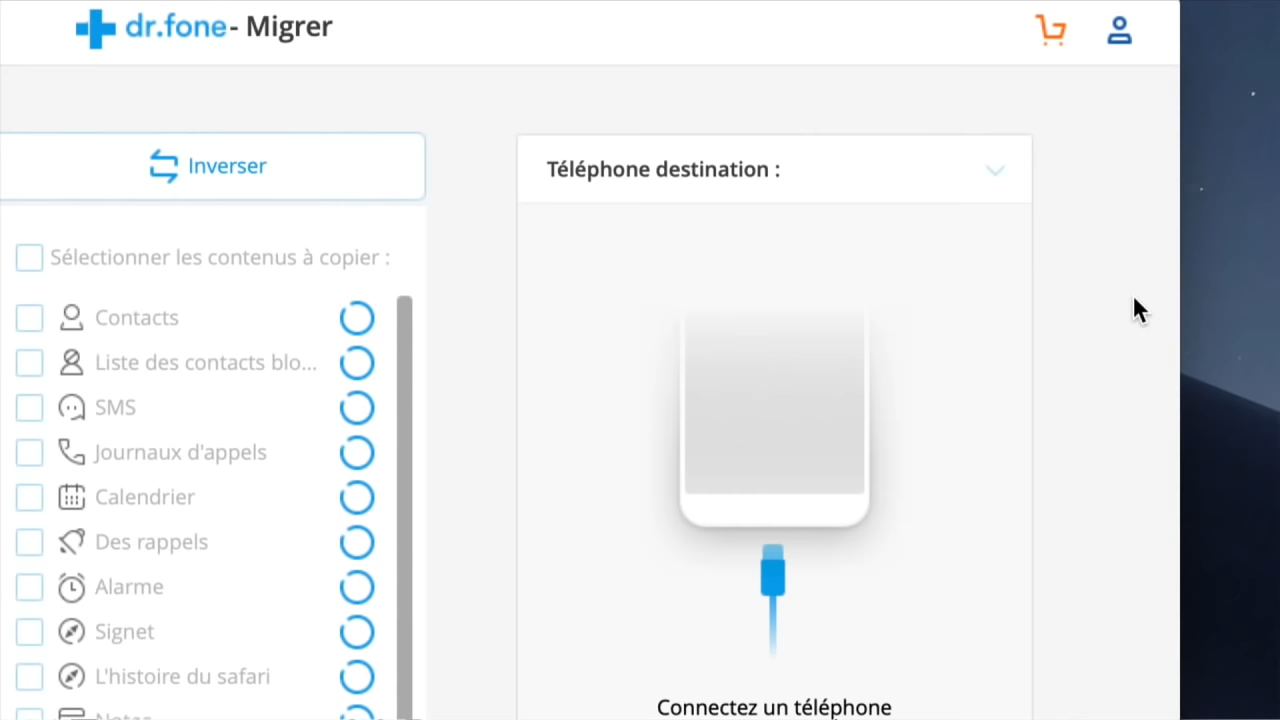 dr.fone - Migrer
Inverser
Téléphone destination :
Sélectionner les contenus à copier :
Contacts
Liste des contacts blo...
SMS
Journaux d'appels
Calendrier
Des rappels
Alarme
Signet
L'histoire du safari
Notes
Connectez un téléphone